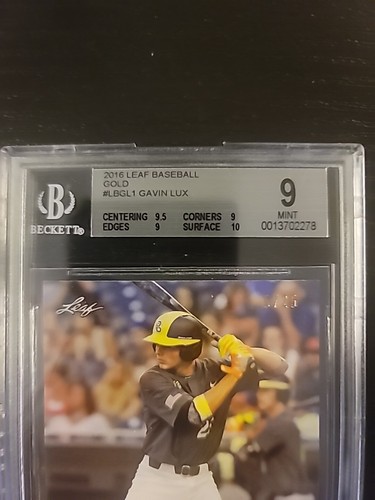 2016 LEAF BASEBALL
GOLD
#LBGL1 GAVIN LUX
CENTERING 9.5 CORNERS 9
EDGES 9 SURFACE 10
9
MINT
0013702278
B
BECKETT®
Leaf